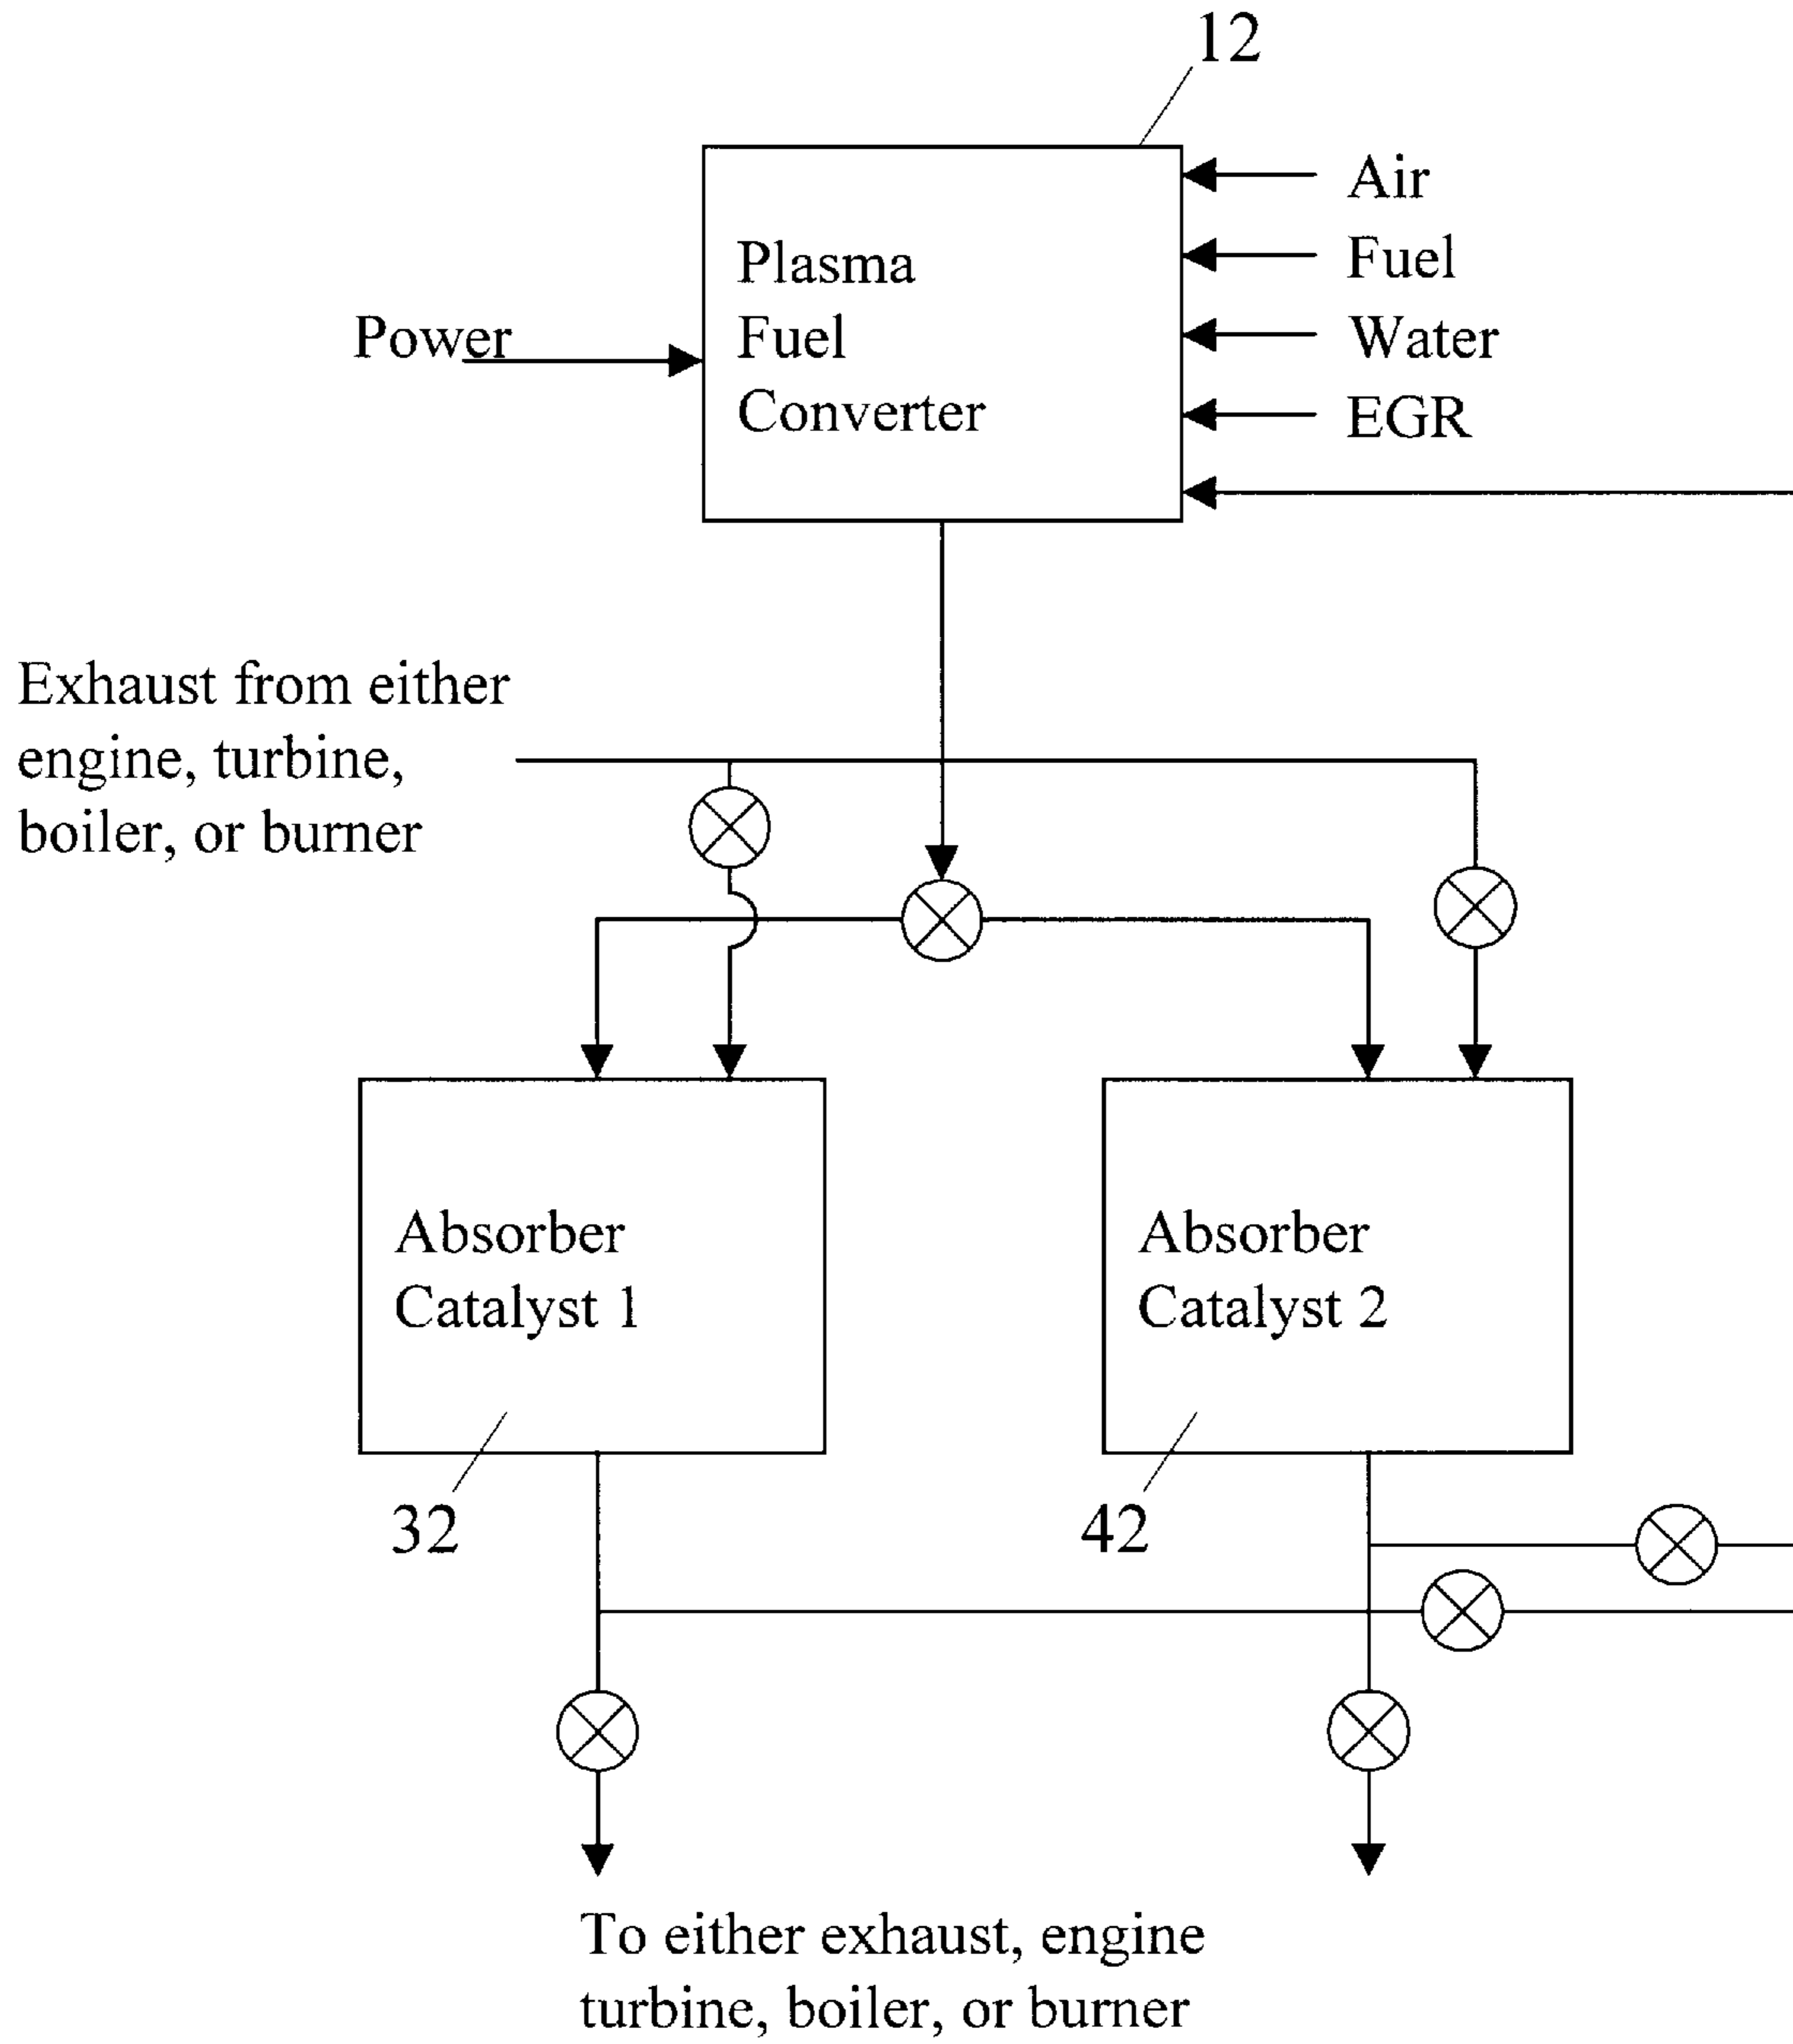 12
Air
Fuel
Water
EGR
Power
Plasma
Fuel
Converter
Exhaust from either
engine, turbine,
boiler, or burner
Absorber
Catalyst 1
Absorber
Catalyst 2
32
42
To either exhaust, engine
turbine, boiler, or burner